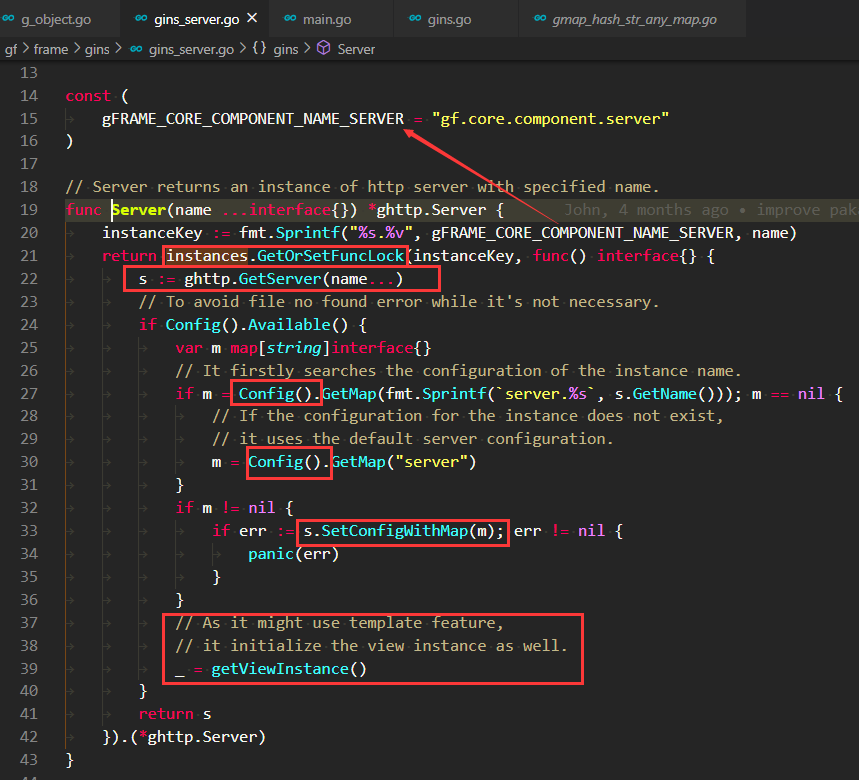 g_object.go gins_server.go × main.go gins.go gmap_hash_str_any_map.go
gf > frame > gins > gins_server.go > {} gins > Server
13
14 const (
15 gFRAME_CORE_COMPONENT_NAME_SERVER = "gf.core.component.server"
16 )
17
18 // Server returns an instance of http server with specified name.
19 func Server(name ...interface{}) *ghttp.Server { John, 4 months ago • improve pak
20 instanceKey := fmt.Sprintf("%s.%v", gFRAME_CORE_COMPONENT_NAME_SERVER, name)
21 return instances.GetOrSetFuncLock(instanceKey, func() interface{} {
22 s := ghttp.GetServer(name...)
23 // To avoid file no found error while it's not necessary.
24 if Config().Available() {
25 var m map[string]interface{}
26 // It firstly searches the configuration of the instance name.
27 if m = Config().GetMap(fmt.Sprintf(`server.%s`, s.GetName())); m == nil {
28 // If the configuration for the instance does not exist,
29 // it uses the default server configuration.
30 m = Config().GetMap("server")
31 }
32 if m != nil {
33 if err := s.SetConfigWithMap(m); err != nil {
34 panic(err)
35 }
36 }
37 // As it might use template feature,
38 // it initialize the view instance as well.
39 _ = getViewInstance()
40 }
41 return s
42 }).(*ghttp.Server)
43 }